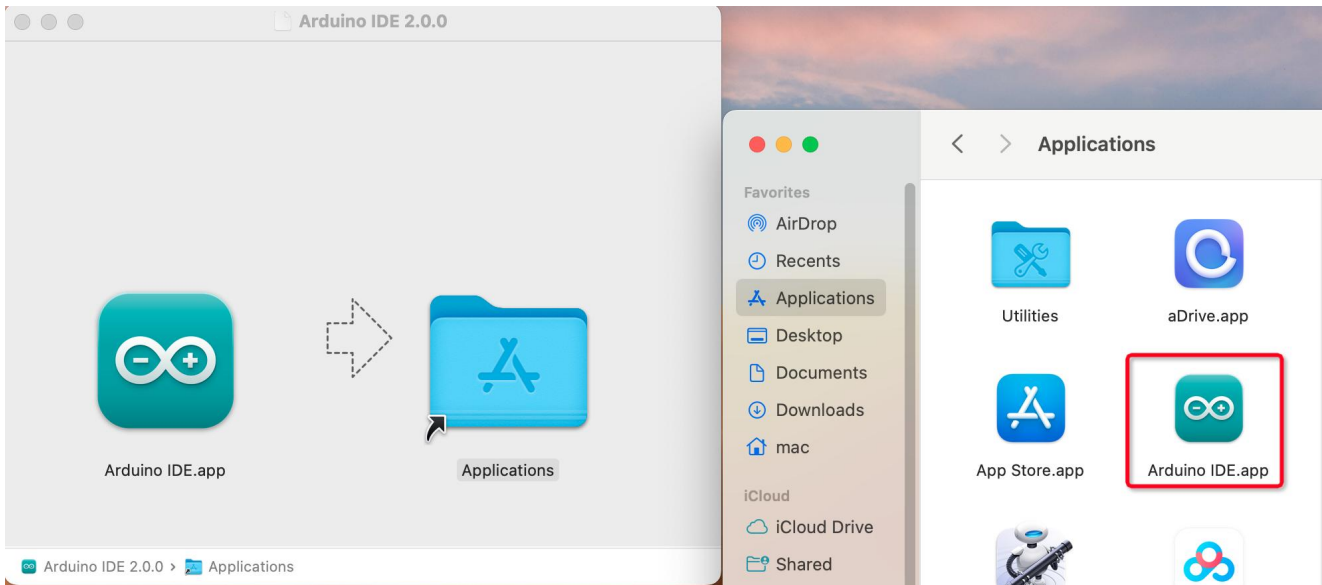 Arduino IDE 2.0.0
Arduino IDE.app
Applications
Arduino IDE 2.0.0 › Applications
Favorites
AirDrop
Recents
Applications
Desktop
Documents
Downloads
mac
iCloud
iCloud Drive
Shared
Applications
Utilities
aDrive.app
App Store.app
Arduino IDE.app